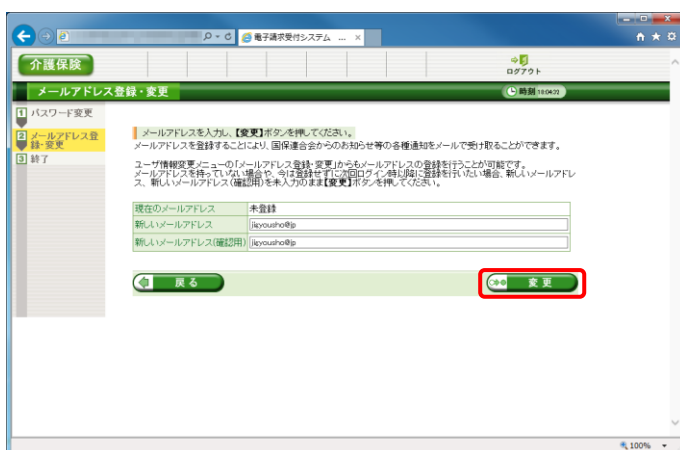 電子請求受付システム ...
介護保険
ログアウト
メールアドレス登録・変更
時刻
1 パスワード変更
2 メールアドレス登
録・変更
3 終了
メールアドレスを入力し、【変更】ボタンを押してください。
メールアドレスを登録することにより、国保連合会からのお知らせ等の各種通知をメールで受け取ることができます。
ユーザ情報変更メニューの「メールアドレス登録・変更」からもメールアドレスの登録を行うことが可能です。
メールアドレスを持っていない場合や、今は登録せずに次回ログイン時以降に登録を行いたい場合、新しいメールアドレ
ス、新しいメールアドレス(確認用)を未入力のまま【変更】ボタンを押してください。
現在のメールアドレス 未登録
新しいメールアドレス jigyousho@jp
新しいメールアドレス(確認用) jigyousho@jp
戻る
変更
100%